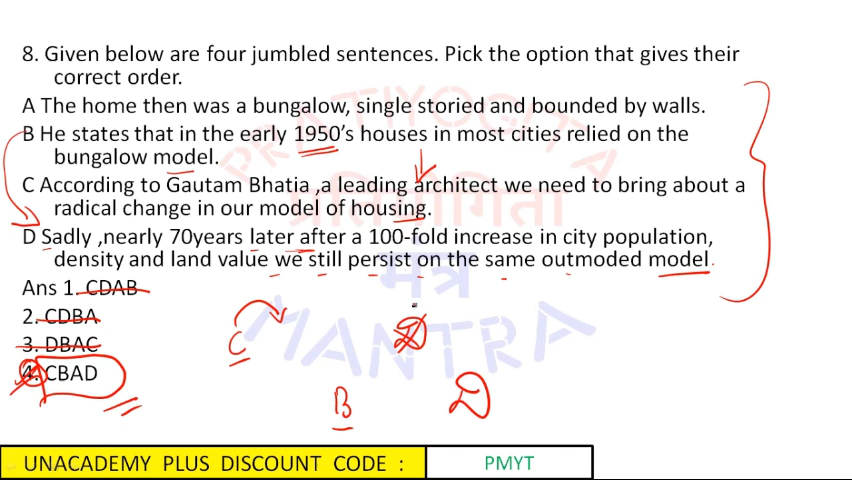 8. Given below are four jumbled sentences. Pick the option that gives their
correct order.
A The home then was a bungalow, single storied and bounded by walls.
B He states that in the early 1950's houses in most cities relied on the
bungalow model.
C According to Gautam Bhatia ,a leading architect we need to bring about a
radical change in our model of housing.
D Sadly ,nearly 70years later after a 100-fold increase in city population,
density and land value we still persist on the same outmoded model.
Ans 1. CDAB
2. CDBA
3. DBAC
4. CBAD
PRATIYOGITA
प्रतियोगिता
मंत्र
MANTRA
C
D
B
D
UNACADEMY PLUS DISCOUNT CODE :
PMYT